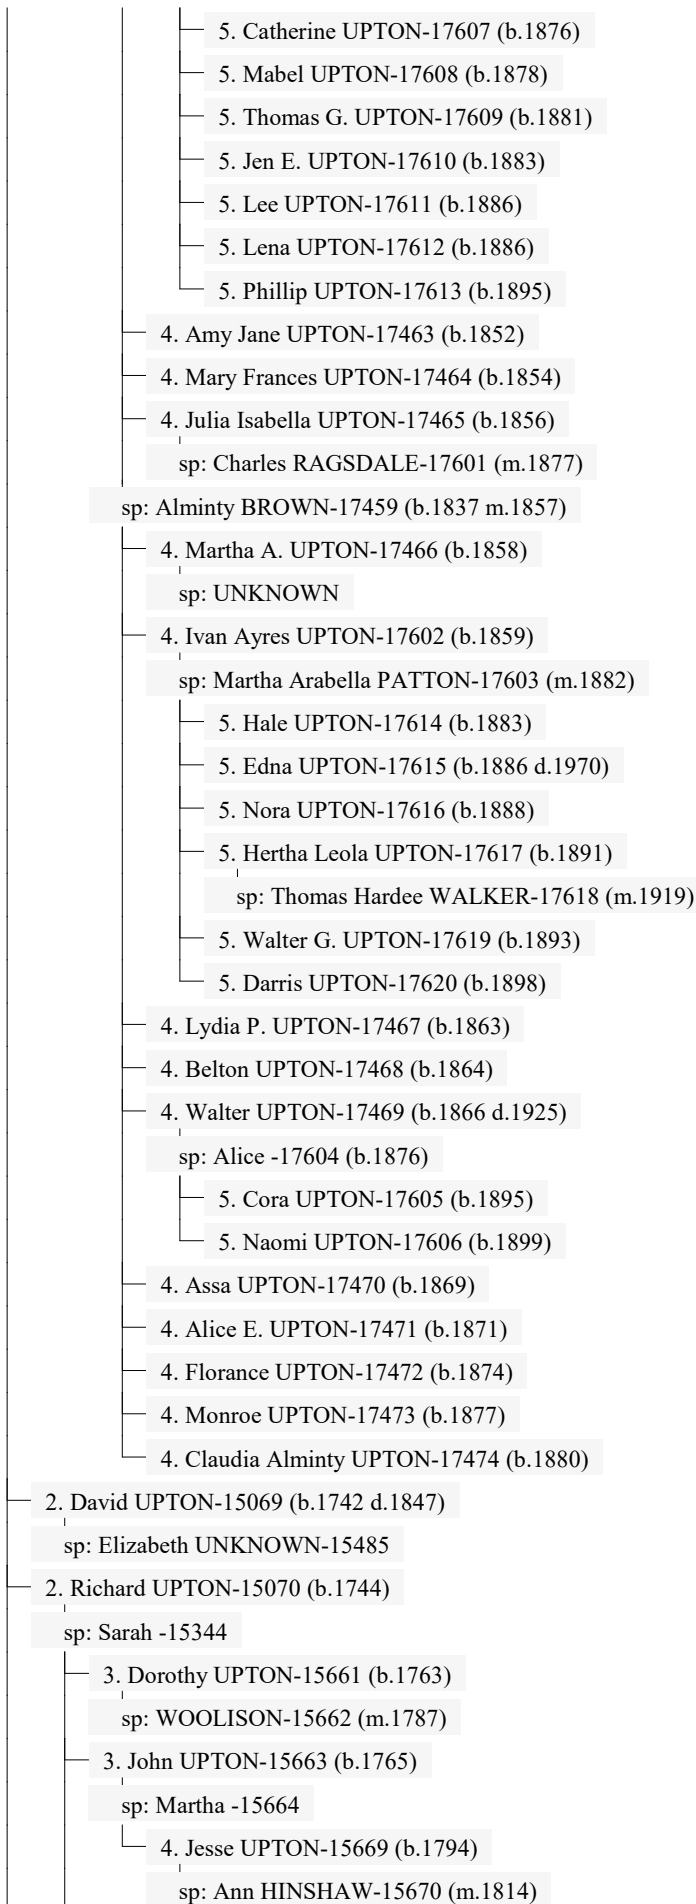 5. Catherine UPTON-17607 (b.1876)
5. Mabel UPTON-17608 (b.1878)
5. Thomas G. UPTON-17609 (b.1881)
5. Jen E. UPTON-17610 (b.1883)
5. Lee UPTON-17611 (b.1886)
5. Lena UPTON-17612 (b.1886)
5. Phillip UPTON-17613 (b.1895)
4. Amy Jane UPTON-17463 (b.1852)
4. Mary Frances UPTON-17464 (b.1854)
4. Julia Isabella UPTON-17465 (b.1856)
sp: Charles RAGSDALE-17601 (m.1877)
sp: Alminty BROWN-17459 (b.1837 m.1857)
4. Martha A. UPTON-17466 (b.1858)
sp: UNKNOWN
4. Ivan Ayres UPTON-17602 (b.1859)
sp: Martha Arabella PATTON-17603 (m.1882)
5. Hale UPTON-17614 (b.1883)
5. Edna UPTON-17615 (b.1886 d.1970)
5. Nora UPTON-17616 (b.1888)
5. Hertha Leola UPTON-17617 (b.1891)
sp: Thomas Hardee WALKER-17618 (m.1919)
5. Walter G. UPTON-17619 (b.1893)
5. Darris UPTON-17620 (b.1898)
4. Lydia P. UPTON-17467 (b.1863)
4. Belton UPTON-17468 (b.1864)
4. Walter UPTON-17469 (b.1866 d.1925)
sp: Alice -17604 (b.1876)
5. Cora UPTON-17605 (b.1895)
5. Naomi UPTON-17606 (b.1899)
4. Assa UPTON-17470 (b.1869)
4. Alice E. UPTON-17471 (b.1871)
4. Florance UPTON-17472 (b.1874)
4. Monroe UPTON-17473 (b.1877)
4. Claudia Alminty UPTON-17474 (b.1880)
2. David UPTON-15069 (b.1742 d.1847)
sp: Elizabeth UNKNOWN-15485
2. Richard UPTON-15070 (b.1744)
sp: Sarah -15344
3. Dorothy UPTON-15661 (b.1763)
sp: WOOLISON-15662 (m.1787)
3. John UPTON-15663 (b.1765)
sp: Martha -15664
4. Jesse UPTON-15669 (b.1794)
sp: Ann HINSHAW-15670 (m.1814)